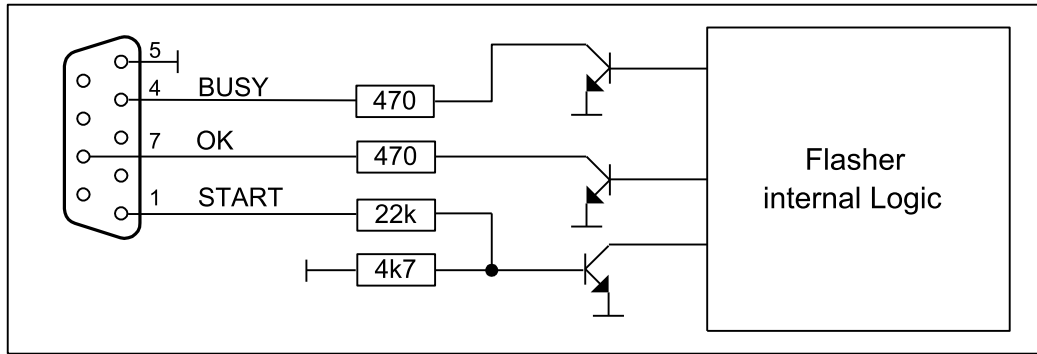 5
4 BUSY 470
7 OK 470
1 START 22k
4k7
Flasher
internal Logic